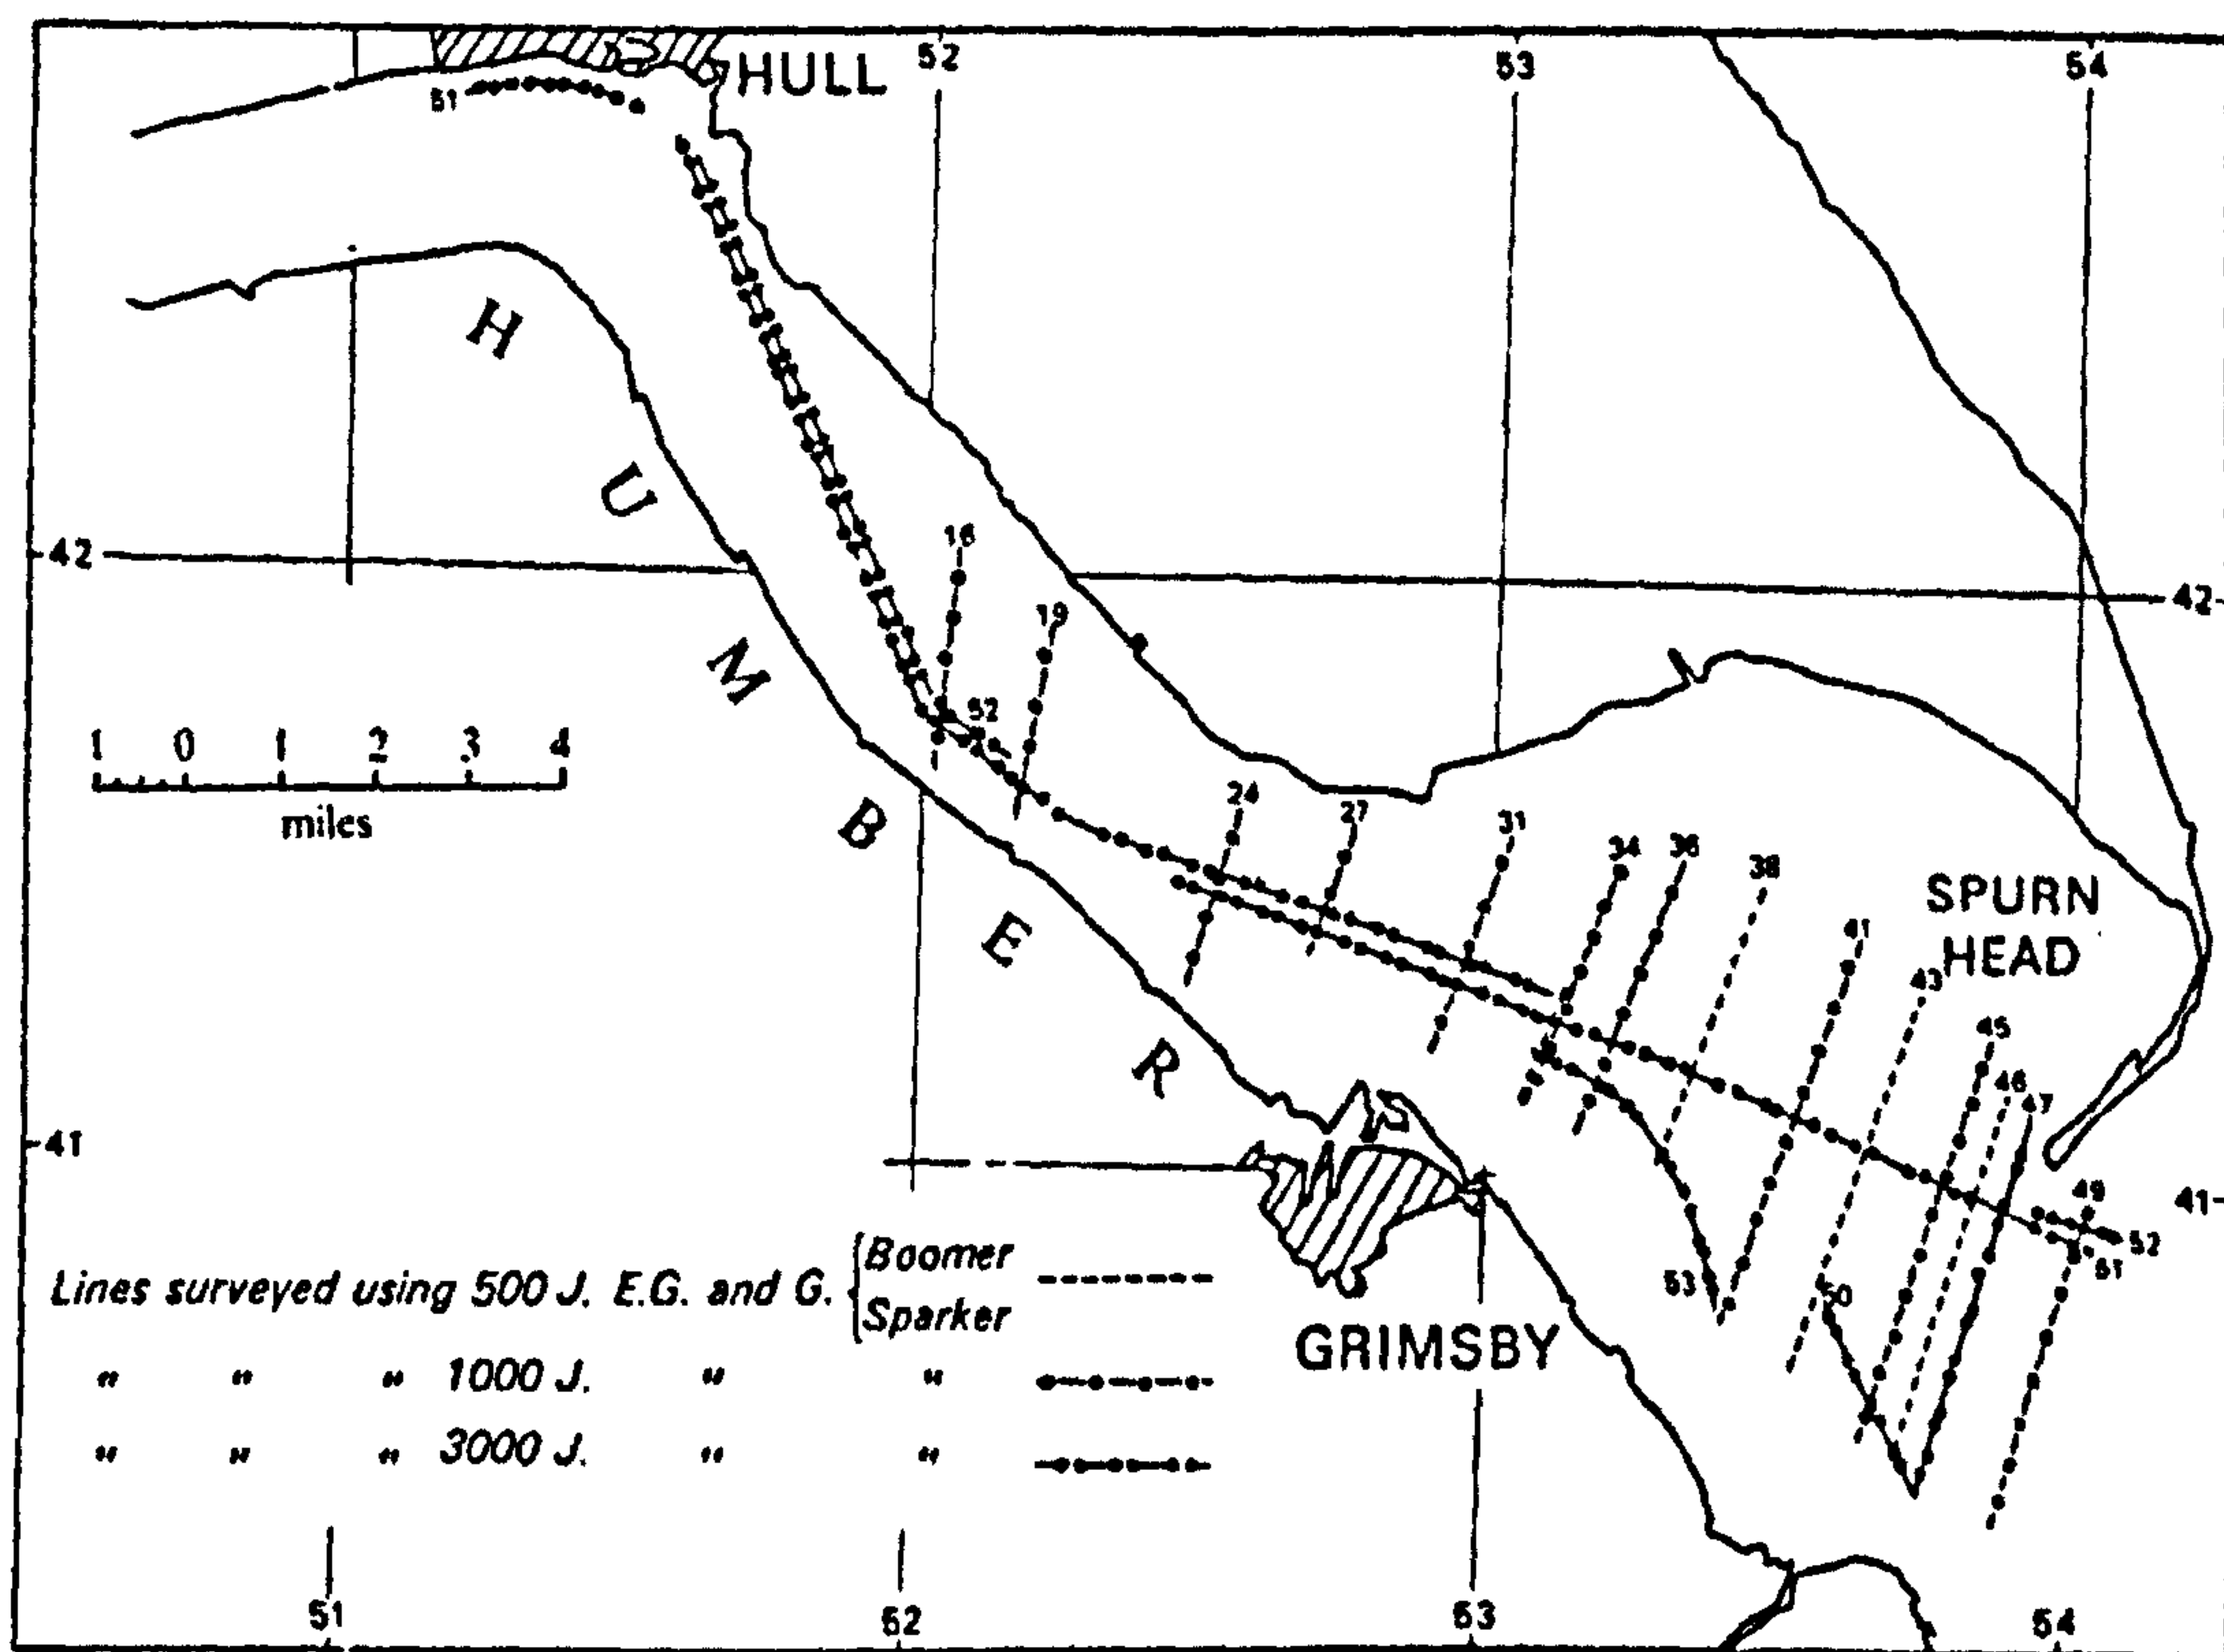 HULL
52
53
54
51
H
U
M
B
E
R
42
42
16
19
52
1 0 1 2 3 4
miles
24
27
31
34
36
38
41
43
45
46
47
SPURN
HEAD
49
52
51
53
50
41
41
Lines surveyed using 500 J. E.G. and G. {Boomer
Sparker
" " " 1000 J. " "
" " " 3000 J. " "
GRIMSBY
51
52
53
54